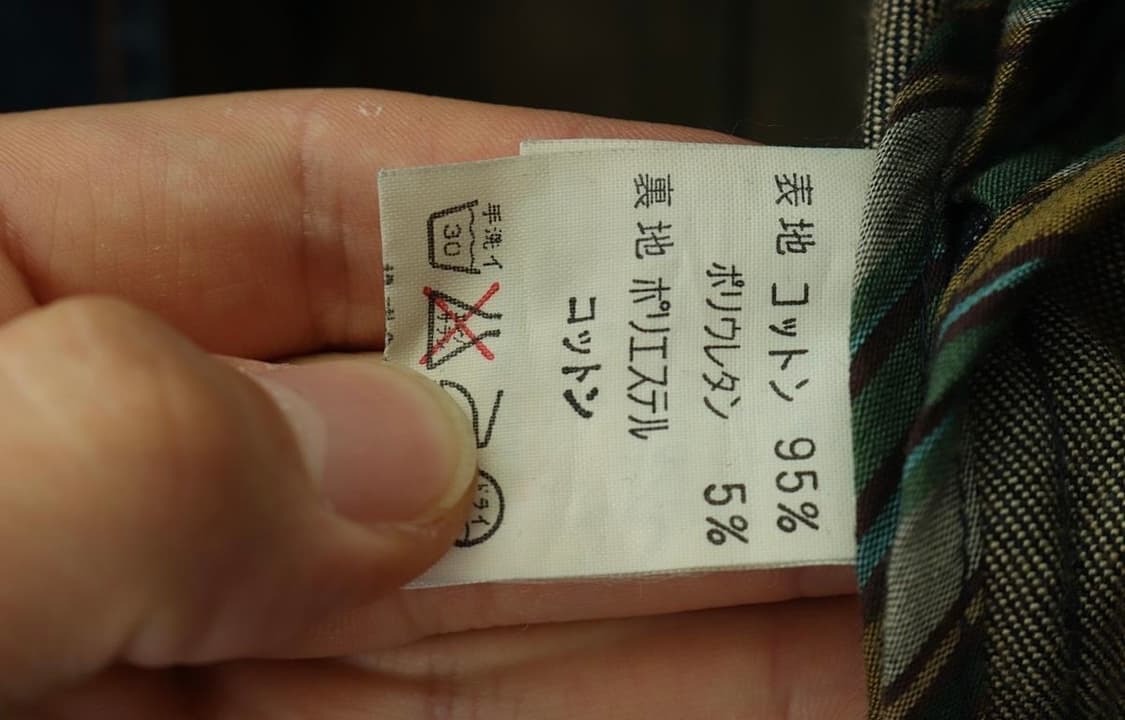 表地 コットン 95%
ポリウレタン 5%
裏地 ポリエステル
コットン
手洗イ
30
ドライ